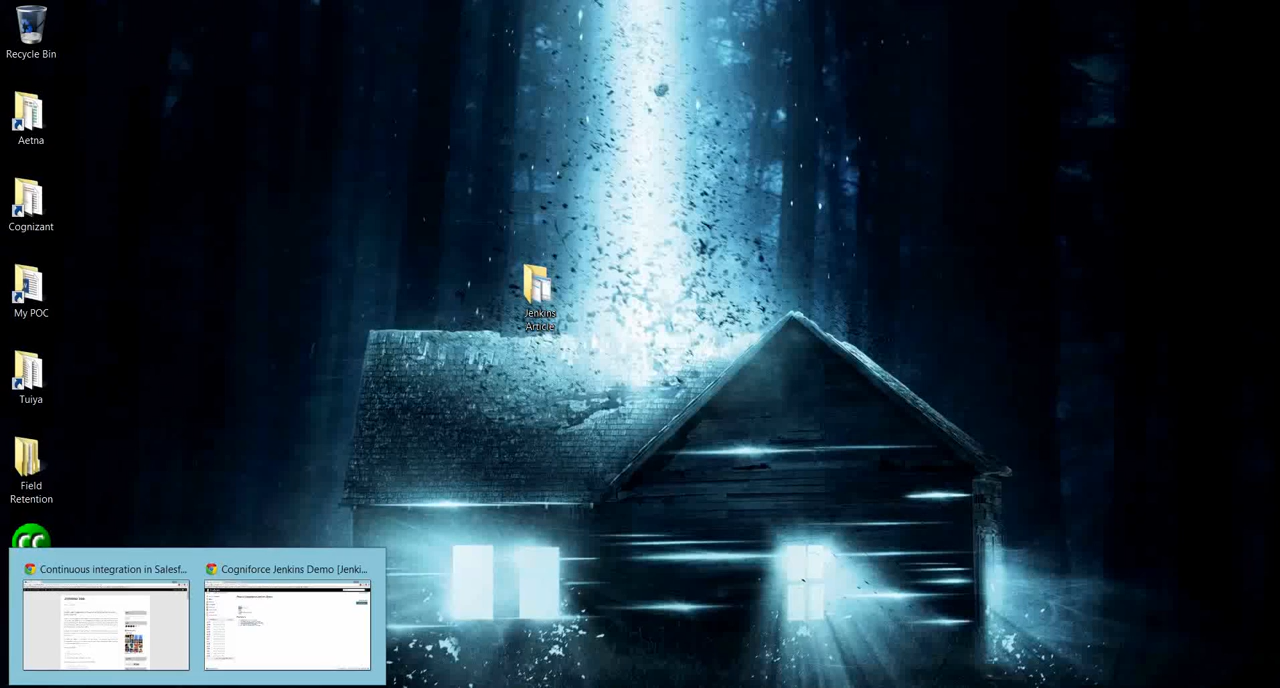 Recycle Bin
Aetna
Cognizant
My POC
Tuiya
Field
Retention
Jenkins
Article
CC
Continuous integration in Salesf...
Cogniforce Jenkins Demo [Jenki...